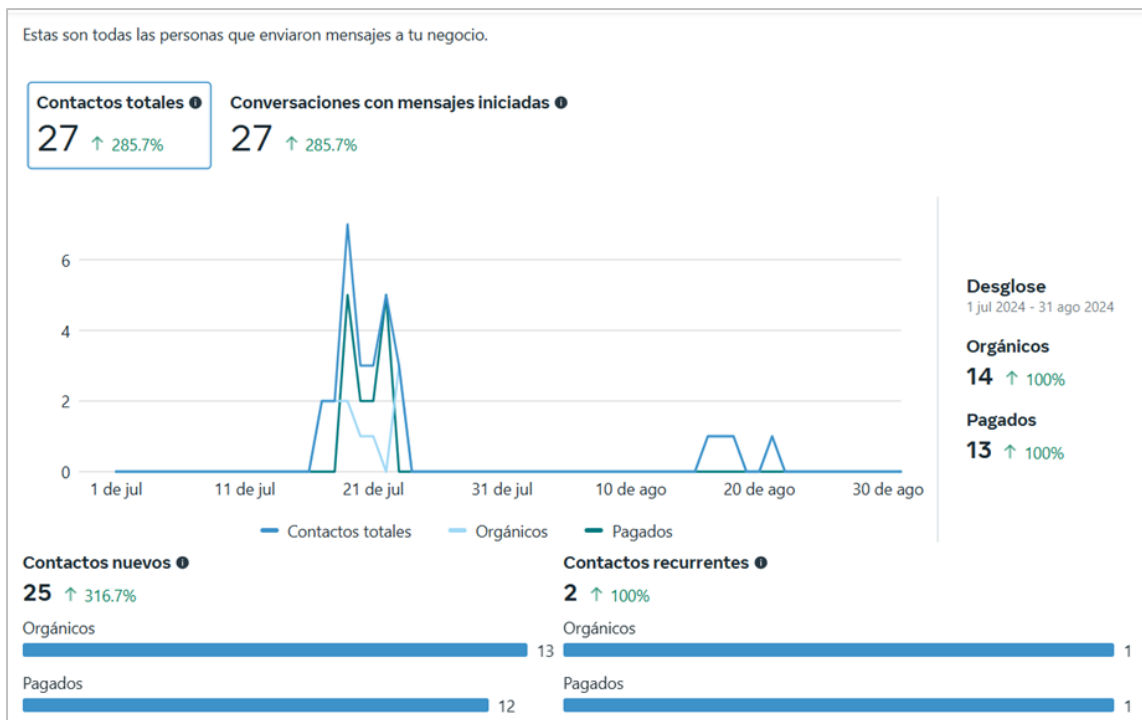 Estas son todas las personas que enviaron mensajes a tu negocio.
Contactos totales
27 ↑ 285.7%
Conversaciones con mensajes iniciadas
27 ↑ 285.7%
6
4
2
0
1 de jul 11 de jul 21 de jul 31 de jul 10 de ago 20 de ago 30 de ago
Contactos totales Orgánicos Pagados
Desglose
1 jul 2024 - 31 ago 2024
Orgánicos
14 ↑ 100%
Pagados
13 ↑ 100%
Contactos nuevos
25 ↑ 316.7%
Orgánicos
13
Pagados
12
Contactos recurrentes
2 ↑ 100%
Orgánicos
1
Pagados
1